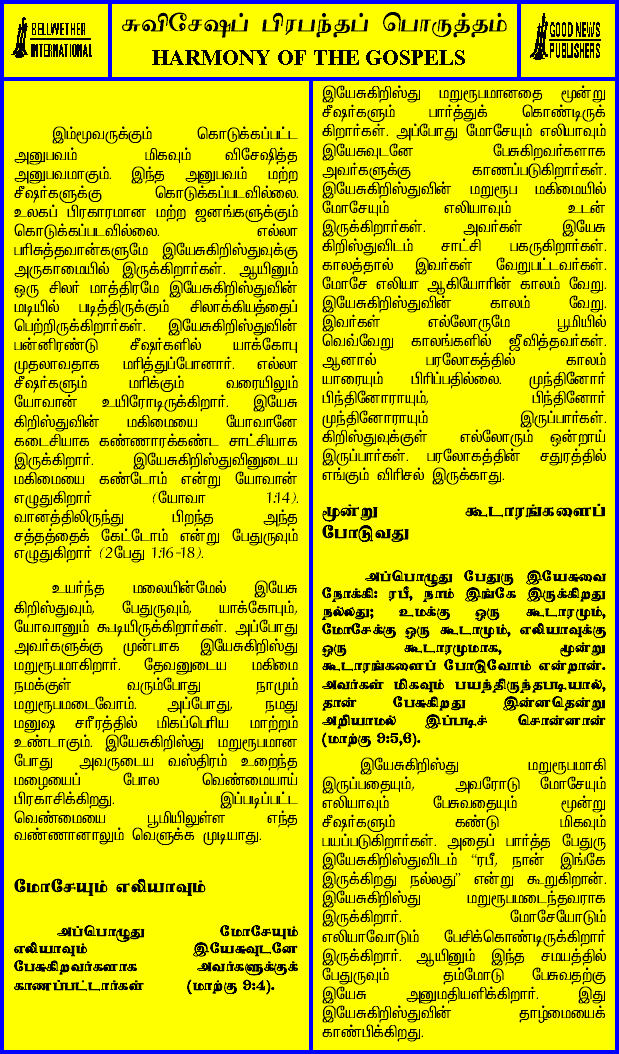 BELLWETHER
INTERNATIONAL
சுவிசேஷப் பிரபந்தப் பொருத்தம்
HARMONY OF THE GOSPELS
GOOD NEWS
PUBLISHERS
இம்மூவருக்கும் கொடுக்கப்பட்ட
அனுபவம் மிகவும் விசேஷித்த
அனுபவமாகும். இந்த அனுபவம் மற்ற
சீஷர்களுக்கு கொடுக்கப்படவில்லை.
உலகப் பிரகாரமான மற்ற ஜனங்களுக்கும்
கொடுக்கப்படவில்லை. எல்லா
பரிசுத்தவான்களுமே இயேசுகிறிஸ்துவுக்கு
அருகாமையில் இருக்கிறார்கள். ஆயினும்
ஒரு சிலர் மாத்திரமே இயேசுகிறிஸ்துவின்
மடியில் படித்திருக்கும் சிலாக்கியத்தைப்
பெற்றிருக்கிறார்கள். இயேசுகிறிஸ்துவின்
பன்னிரண்டு சீஷர்களில் யாக்கோபு
முதலாவதாக மரித்துப்போனார். எல்லா
சீஷர்களும் மரிக்கும் வரையிலும்
யோவான் உயிரோடிருக்கிறார். இயேசு
கிறிஸ்துவின் மகிமையை யோவானே
கடைசியாக கண்ணாரக்கண்ட சாட்சியாக
இருக்கிறார். இயேசுகிறிஸ்துவினுடைய
மகிமையை கண்டோம் என்று யோவான்
எழுதுகிறார் (யோவா 1:14).
வானத்திலிருந்து பிறந்த அந்த
சத்தத்தைக் கேட்டோம் என்று பேதுருவும்
எழுதுகிறார் (2பேது 1:16-18).
உயர்ந்த மலையின்மேல் இயேசு
கிறிஸ்துவும், பேதுருவும், யாக்கோபும்,
யோவானும் கூடியிருக்கிறார்கள். அப்போது
அவர்களுக்கு முன்பாக இயேசுகிறிஸ்து
மறுரூபமாகிறார். தேவனுடைய மகிமை
நமக்குள் வரும்போது நாமும்
மறுரூபமடைவோம். அப்போது, நமது
மனுஷ சரீரத்தில் மிகப்பெரிய மாற்றம்
உண்டாகும். இயேசுகிறிஸ்து மறுரூபமான
போது அவருடைய வஸ்திரம் உறைந்த
மழையைப் போல வெண்மையாய்
பிரகாசிக்கிறது. இப்படிப்பட்ட
வெண்மையை பூமியிலுள்ள எந்த
வண்ணானாலும் வெளுக்க முடியாது.
மோசேயும் எலியாவும்
அப்பொழுது மோசேயும்
எலியாவும் இயேசுவுடனே
பேசுகிறவர்களாக அவர்களுக்குக்
காணப்பட்டார்கள் (மாற்கு 9:4).
இயேசுகிறிஸ்து மறுரூபமானதை மூன்று
சீஷர்களும் பார்த்துக் கொண்டிருக்
கிறார்கள். அப்போது மோசேயும் எலியாவும்
இயேசுவுடனே பேசுகிறவர்களாக
அவர்களுக்கு காணப்படுகிறார்கள்.
இயேசுகிறிஸ்துவின் மறுரூப மகிமையில்
மோசேயும் எலியாவும் உடன்
இருக்கிறார்கள். அவர்கள் இயேசு
கிறிஸ்துவிடம் சாட்சி பகருகிறார்கள்.
காலத்தால் இவர்கள் வேறுபட்டவர்கள்.
மோசே எலியா ஆகியோரின் காலம் வேறு.
இயேசுகிறிஸ்துவின் காலம் வேறு.
இவர்கள் எல்லோருமே பூமியில்
வெவ்வேறு காலங்களில் ஜீவித்தவர்கள்.
ஆனால் பரலோகத்தில் காலம்
யாரையும் பிரிப்பதில்லை. முந்தினோர்
பிந்தினோராயும், பிந்தினோர்
முந்தினோராயும் இருப்பார்கள்.
கிறிஸ்துவுக்குள் எல்லோரும் ஒன்றாய்
இருப்பார்கள். பரலோகத்தின் சதுரத்தில்
எங்கும் விரிசல் இருக்காது.
மூன்று கூடாரங்களைப்
போடுவது
அப்பொழுது பேதுரு இயேசுவை
நோக்கி: ரபீ, நாம் இங்கே இருக்கிறது
நல்லது; உமக்கு ஒரு கூடாரமும்,
மோசேக்கு ஒரு கூடாமும், எலியாவுக்கு
ஒரு கூடாரமுமாக, மூன்று
கூடாரங்களைப் போடுவோம் என்றான்.
அவர்கள் மிகவும் பயந்திருந்தபடியால்,
தான் பேசுகிறது இன்னதென்று
அறியாமல் இப்படிச் சொன்னான்
(மாற்கு 9:5,6).
இயேசுகிறிஸ்து மறுரூபமாகி
இருப்பதையும், அவரோடு மோசேயும்
எலியாவும் பேசுவதையும் மூன்று
சீஷர்களும் கண்டு மிகவும்
பயப்படுகிறார்கள். அதைப் பார்த்த பேதுரு
இயேசுகிறிஸ்துவிடம் "ரபீ, நான் இங்கே
இருக்கிறது நல்லது" என்று கூறுகிறான்.
இயேசுகிறிஸ்து மறுரூபமடைந்தவராக
இருக்கிறார். மோசேயோடும்
எலியாவோடும் பேசிக்கொண்டிருக்கிறார்
இருக்கிறார். ஆயினும் இந்த சமயத்தில்
பேதுருவும் தம்மோடு பேசுவதற்கு
இயேசு அனுமதியளிக்கிறார். இது
இயேசுகிறிஸ்துவின் தாழ்மையைக்
காண்பிக்கிறது.